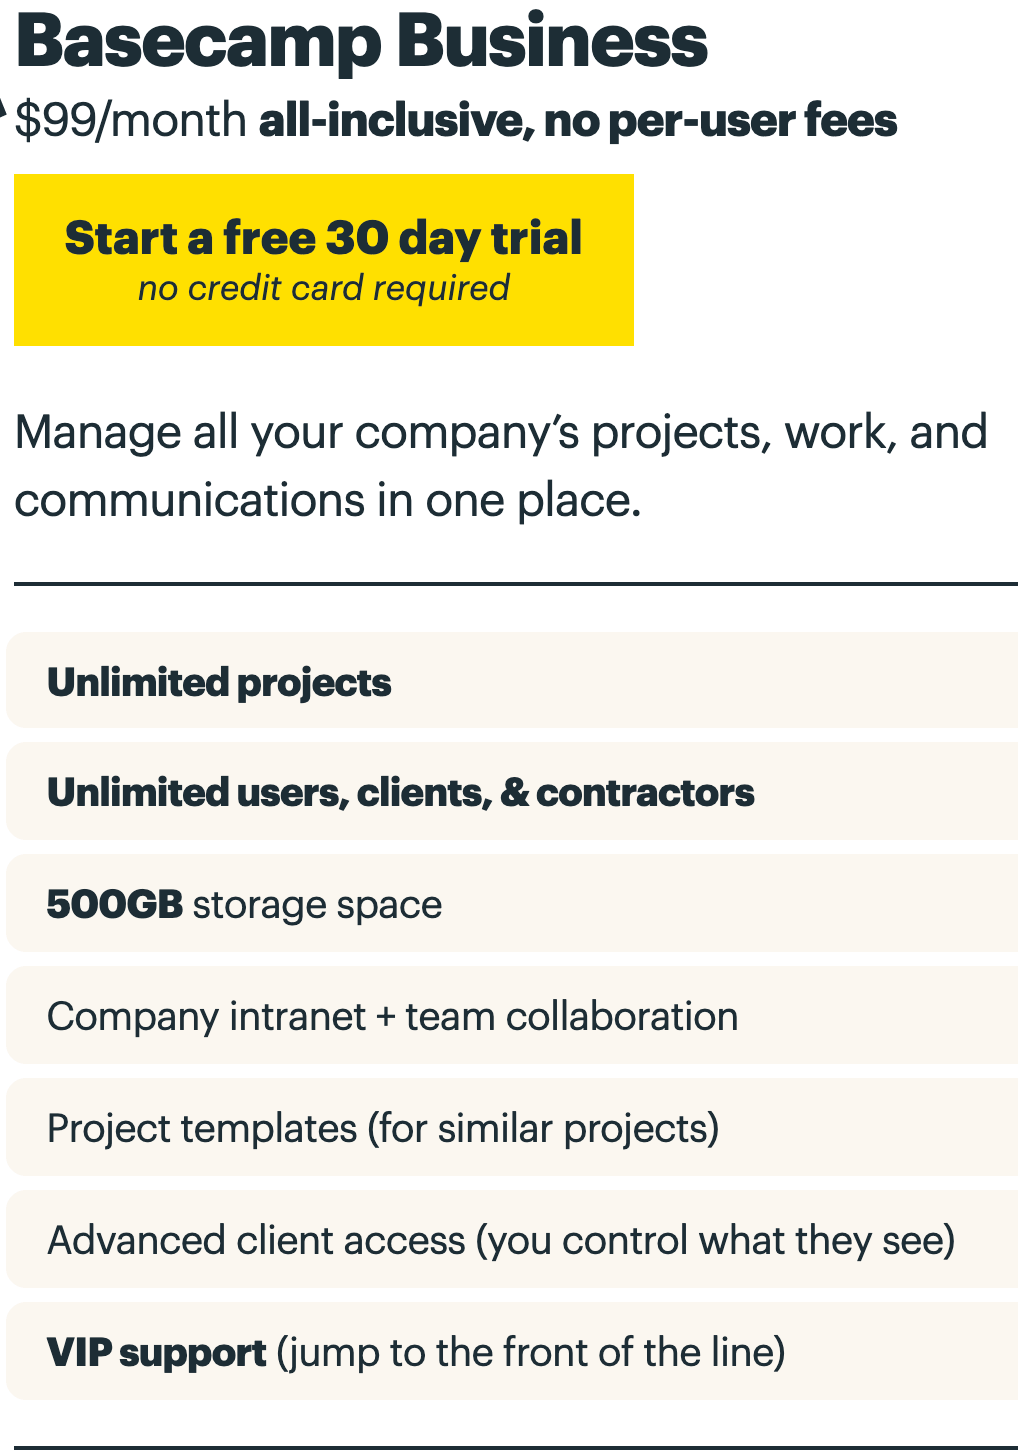 Basecamp Business
$99/month all-inclusive, no per-user fees
Start a free 30 day trial
no credit card required
Manage all your company’s projects, work, and
communications in one place.
Unlimited projects
Unlimited users, clients, & contractors
500GB storage space
Company intranet + team collaboration
Project templates (for similar projects)
Advanced client access (you control what they see)
VIP support (jump to the front of the line)